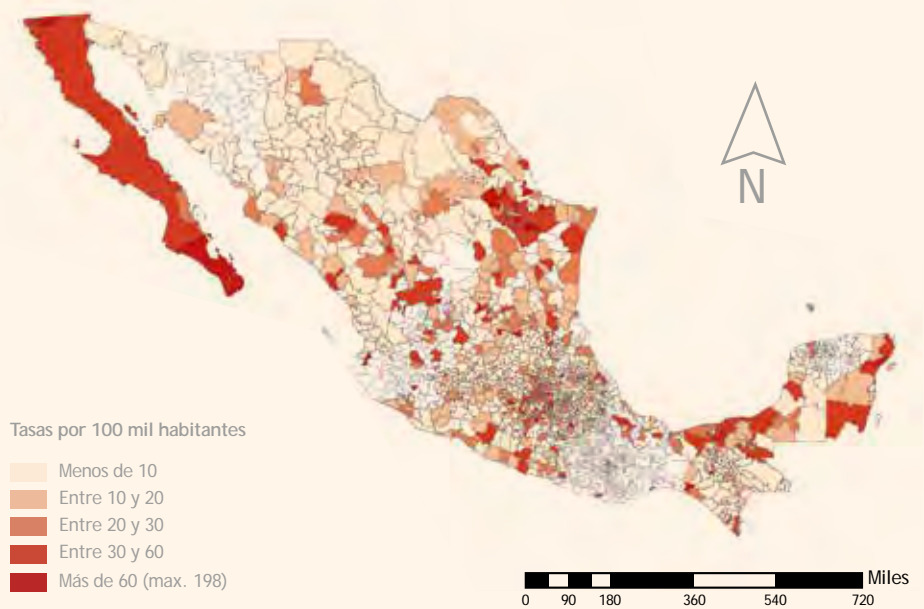 N
Tasas por 100 mil habitantes
Menos de 10
Entre 10 y 20
Entre 20 y 30
Entre 30 y 60
Más de 60 (max. 198)
Miles
0 90 180 360 540 720